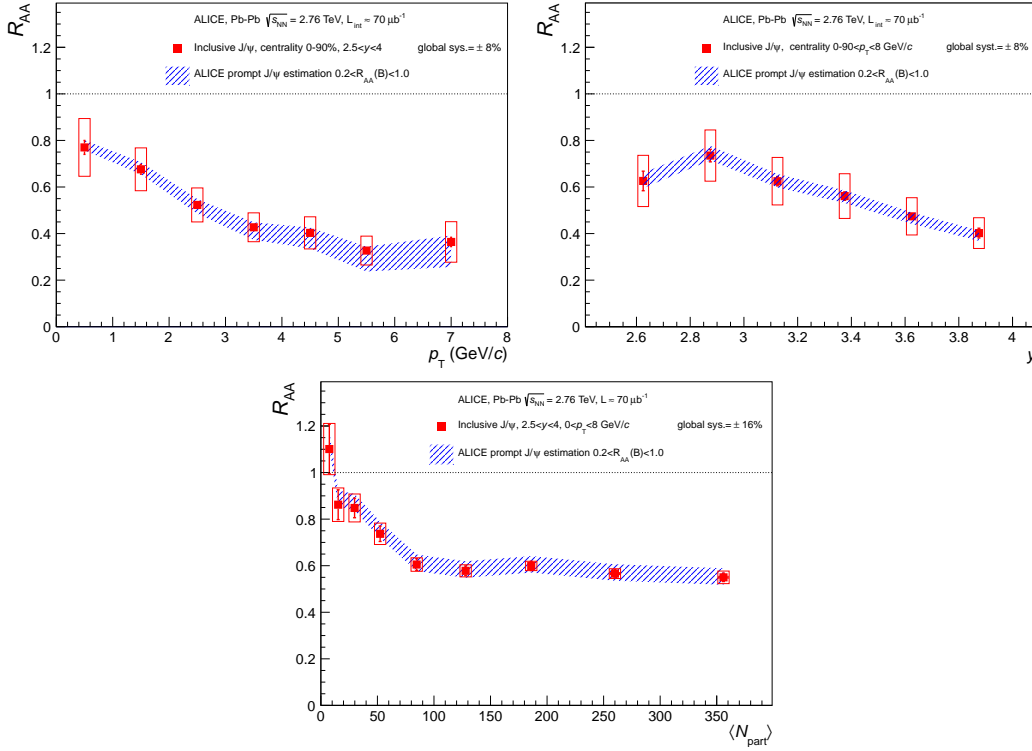 R_AA
ALICE, Pb-Pb √s_NN = 2.76 TeV, L_int ≈ 70 μb⁻¹
Inclusive J/ψ, centrality 0-90%, 2.5<y<4 global sys.= ± 8%
ALICE prompt J/ψ estimation 0.2<R_AA(B)<1.0
1.2
1
0.8
0.6
0.4
0.2
0
0 1 2 3 4 5 6 7 8
p_T (GeV/c)
R_AA
ALICE, Pb-Pb √s_NN = 2.76 TeV, L_int ≈ 70 μb⁻¹
Inclusive J/ψ, centrality 0-90<p_T<8 GeV/c global sys.= ± 8%
ALICE prompt J/ψ estimation 0.2<R_AA(B)<1.0
1.2
1
0.8
0.6
0.4
0.2
0
2.6 2.8 3 3.2 3.4 3.6 3.8 4
y
R_AA
ALICE, Pb-Pb √s_NN = 2.76 TeV, L ≈ 70 μb⁻¹
Inclusive J/ψ, 2.5<y<4, 0<p_T<8 GeV/c global sys.= ± 16%
ALICE prompt J/ψ estimation 0.2<R_AA(B)<1.0
1.2
1
0.8
0.6
0.4
0.2
0
0 50 100 150 200 250 300 350
⟨N_part⟩